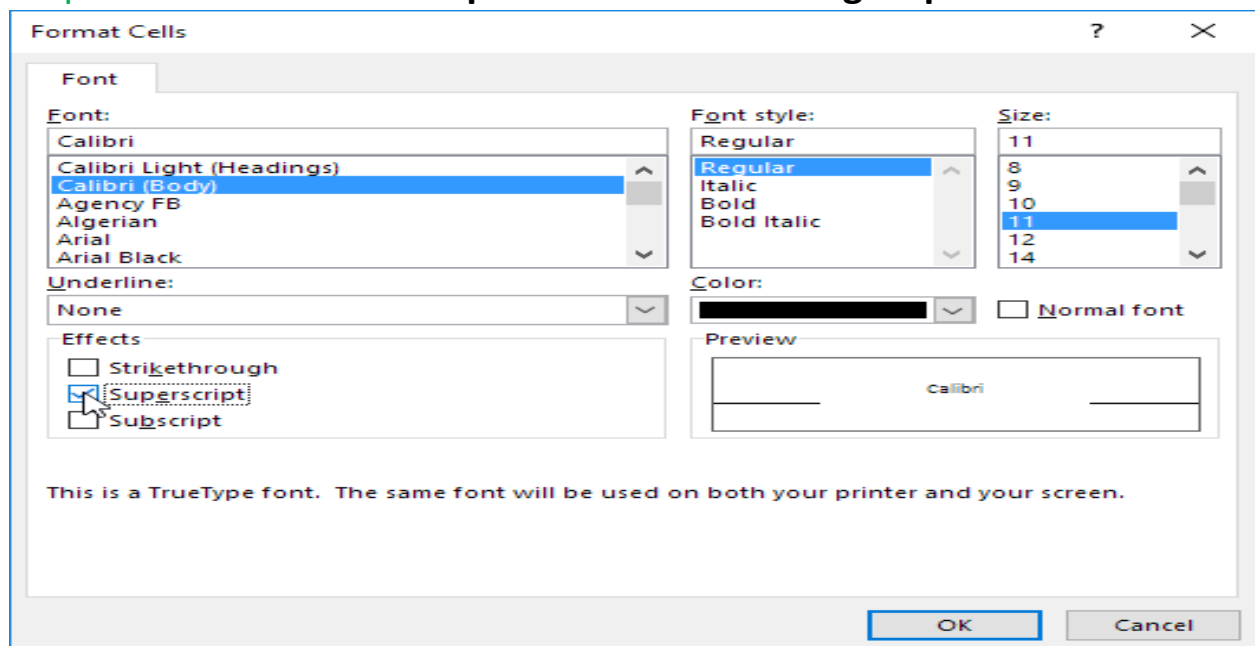 Format Cells ? ✕
Font
Font: Font style: Size:
Calibri Regular 11
Calibri Light (Headings) Regular 8
Calibri (Body) Italic 9
Agency FB Bold 10
Algerian Bold Italic 11
Arial 12
Arial Black 14
Underline: Color:
None Normal font
Effects Preview
Strikethrough
Superscript Calibri
Subscript
This is a TrueType font. The same font will be used on both your printer and your screen.
OK Cancel